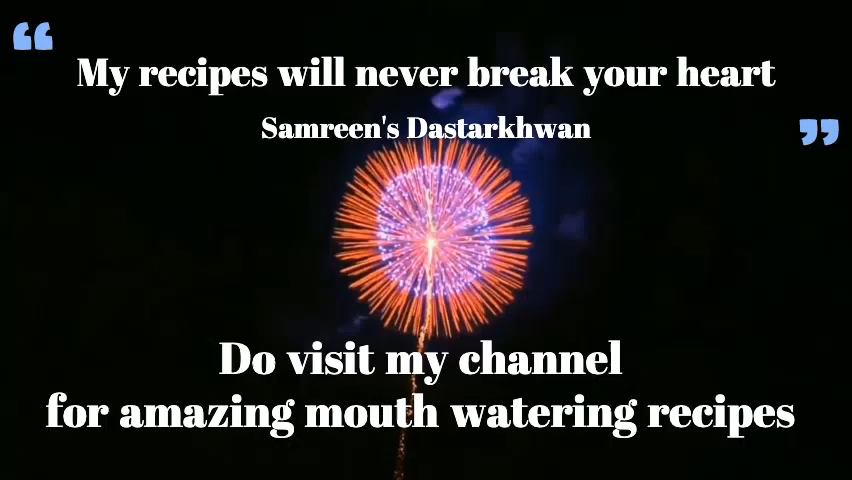 “
My recipes will never break your heart
Samreen's Dastarkhwan
”
Do visit my channel
for amazing mouth watering recipes